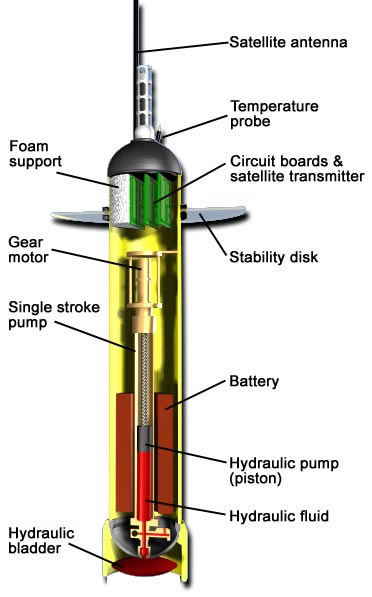 Satellite antenna
Temperature
probe
Foam
support
Circuit boards &
satellite transmitter
Gear
motor
Stability disk
Single stroke
pump
Battery
Hydraulic pump
(piston)
Hydraulic fluid
Hydraulic
bladder